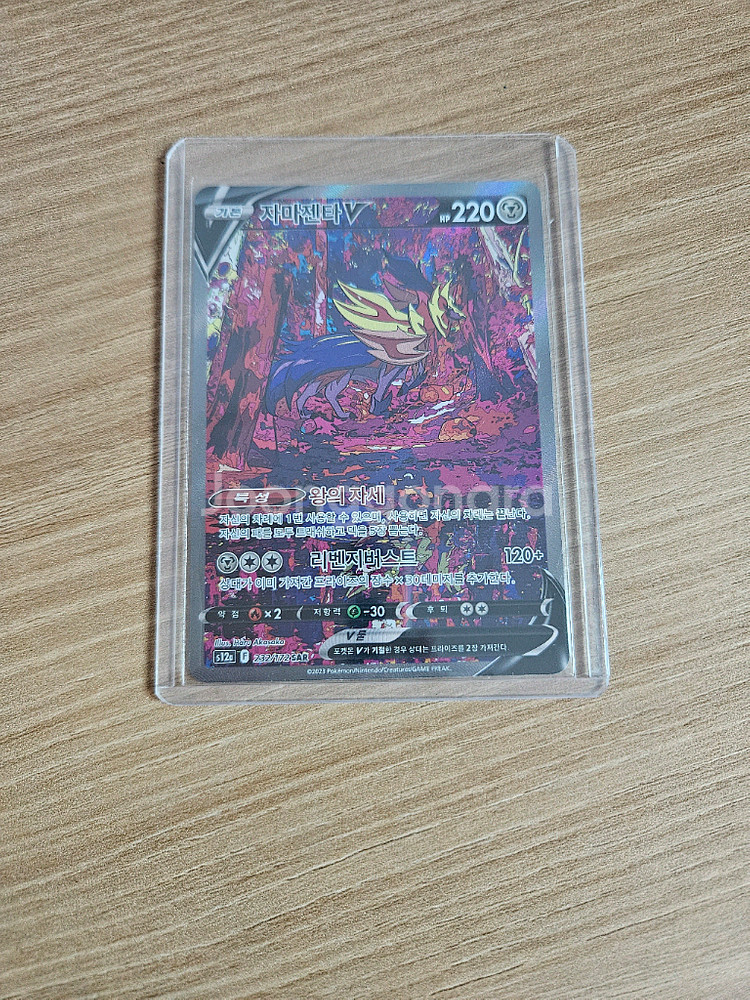 기본 자마젠타V HP 220
특성 왕의 자세
자신의 차례에 1번 사용할 수 있으며, 사용하면 자신의 차례는 끝난다.
자신의 패를 모두 트래쉬하고 덱을 5장 뽑는다.
리벤지버스트 120+
상대가 이미 가져간 프라이즈의 장수 × 30데미지를 추가한다.
약점 ×2 저항력 -30 후퇴
V룰
포켓몬 V가 기절한 경우 상대는 프라이즈를 2장 가져간다.
Illus. Akasaka
s12a F 232/172 SAR
©2023 Pokémon/Nintendo/Creatures/GAME FREAK.